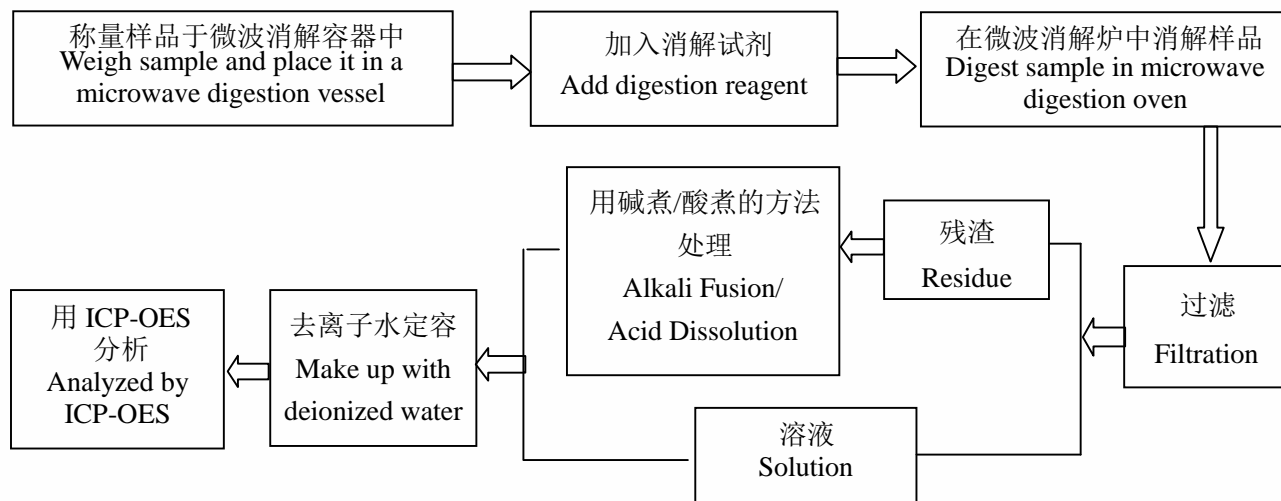 称量样品于微波消解容器中
Weigh sample and place it in a
microwave digestion vessel
加入消解试剂
Add digestion reagent
在微波消解炉中消解样品
Digest sample in microwave
digestion oven
过滤
Filtration
残渣
Residue
用碱煮/酸煮的方法
处理
Alkali Fusion/
Acid Dissolution
溶液
Solution
去离子水定容
Make up with
deionized water
用 ICP-OES
分析
Analyzed by
ICP-OES